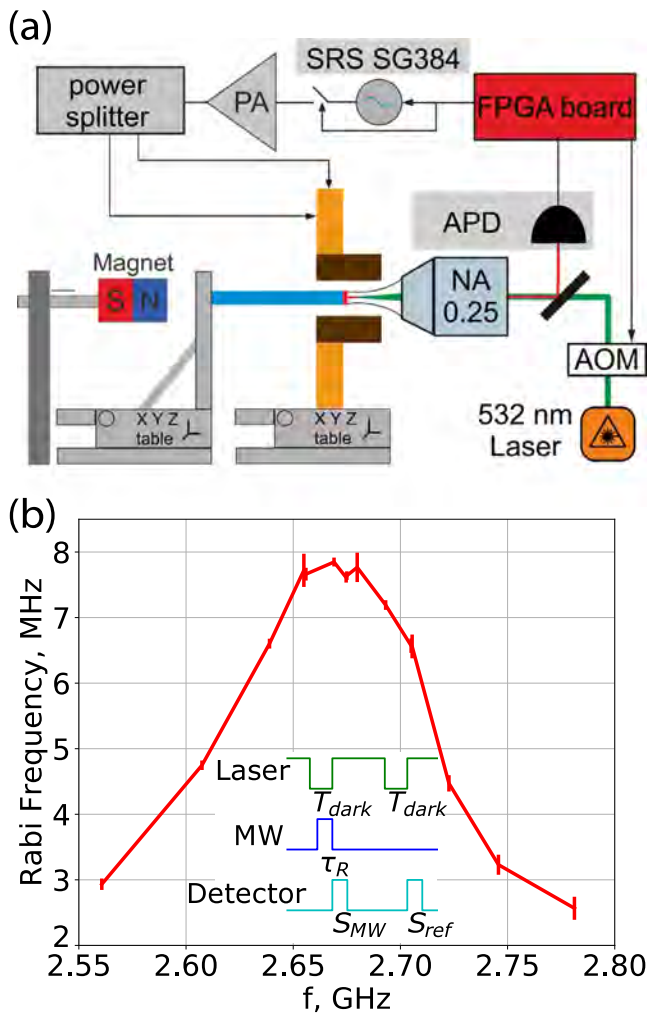 (a)
SRS SG384
power
splitter
PA
FPGA board
APD
Magnet
S N
NA
0.25
AOM
X Y Z
table
X Y Z
table
532 nm
Laser
(b)
Rabi Frequency, MHz
8
7
6
5
4
3
2
Laser
T_dark T_dark
MW
τ_R
Detector
S_MW S_ref
2.55 2.60 2.65 2.70 2.75 2.80
f, GHz